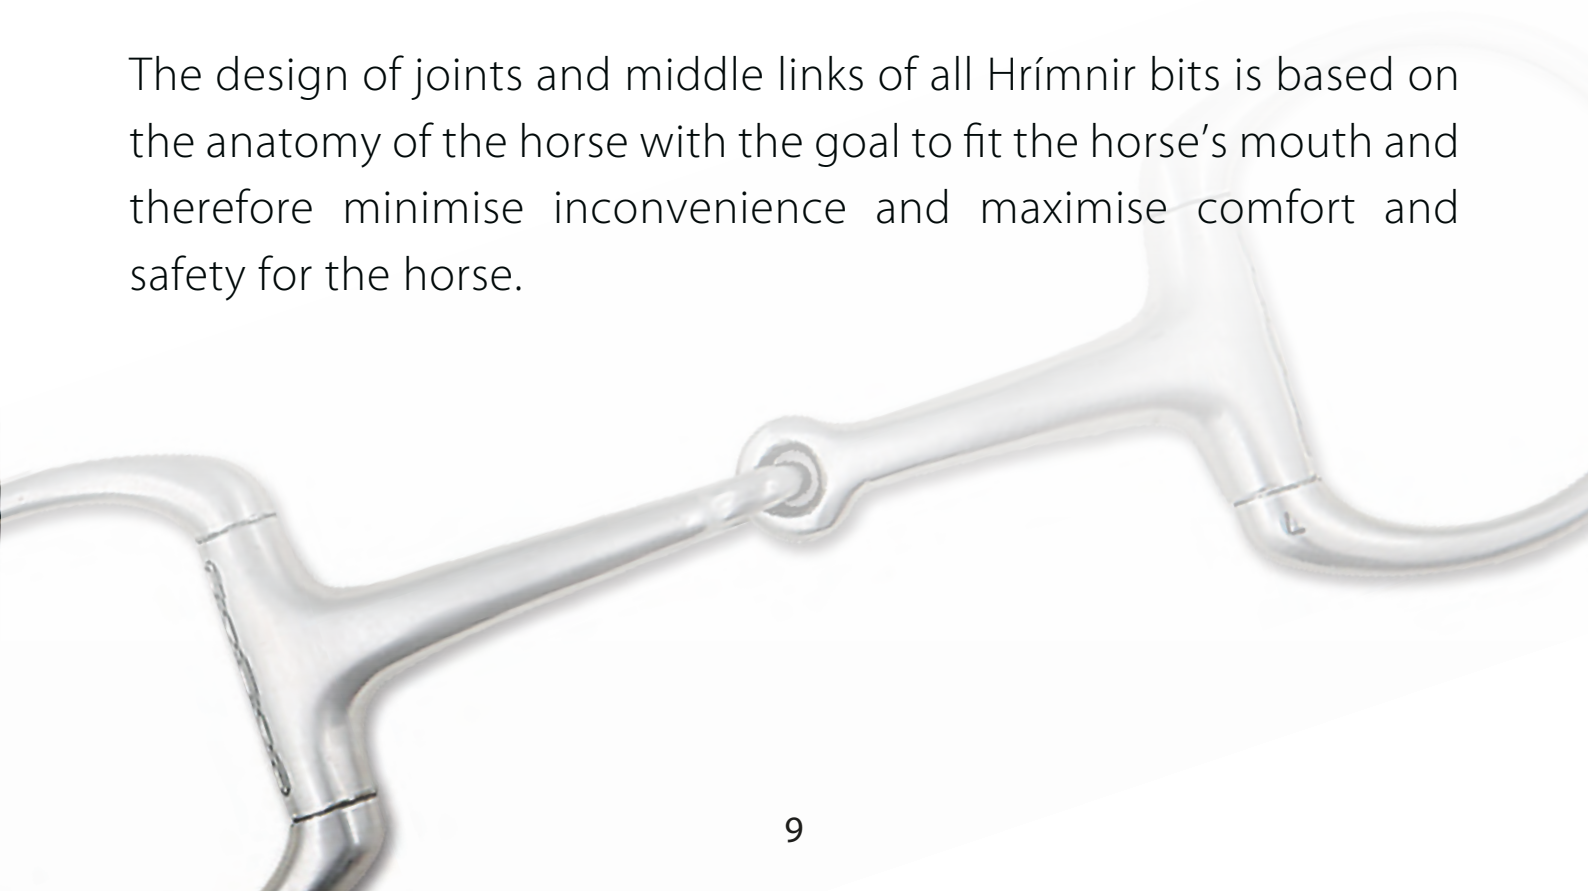 The design of joints and middle links of all Hrímnir bits is based on
the anatomy of the horse with the goal to fit the horse’s mouth and
therefore minimise inconvenience and maximise comfort and
safety for the horse.
9